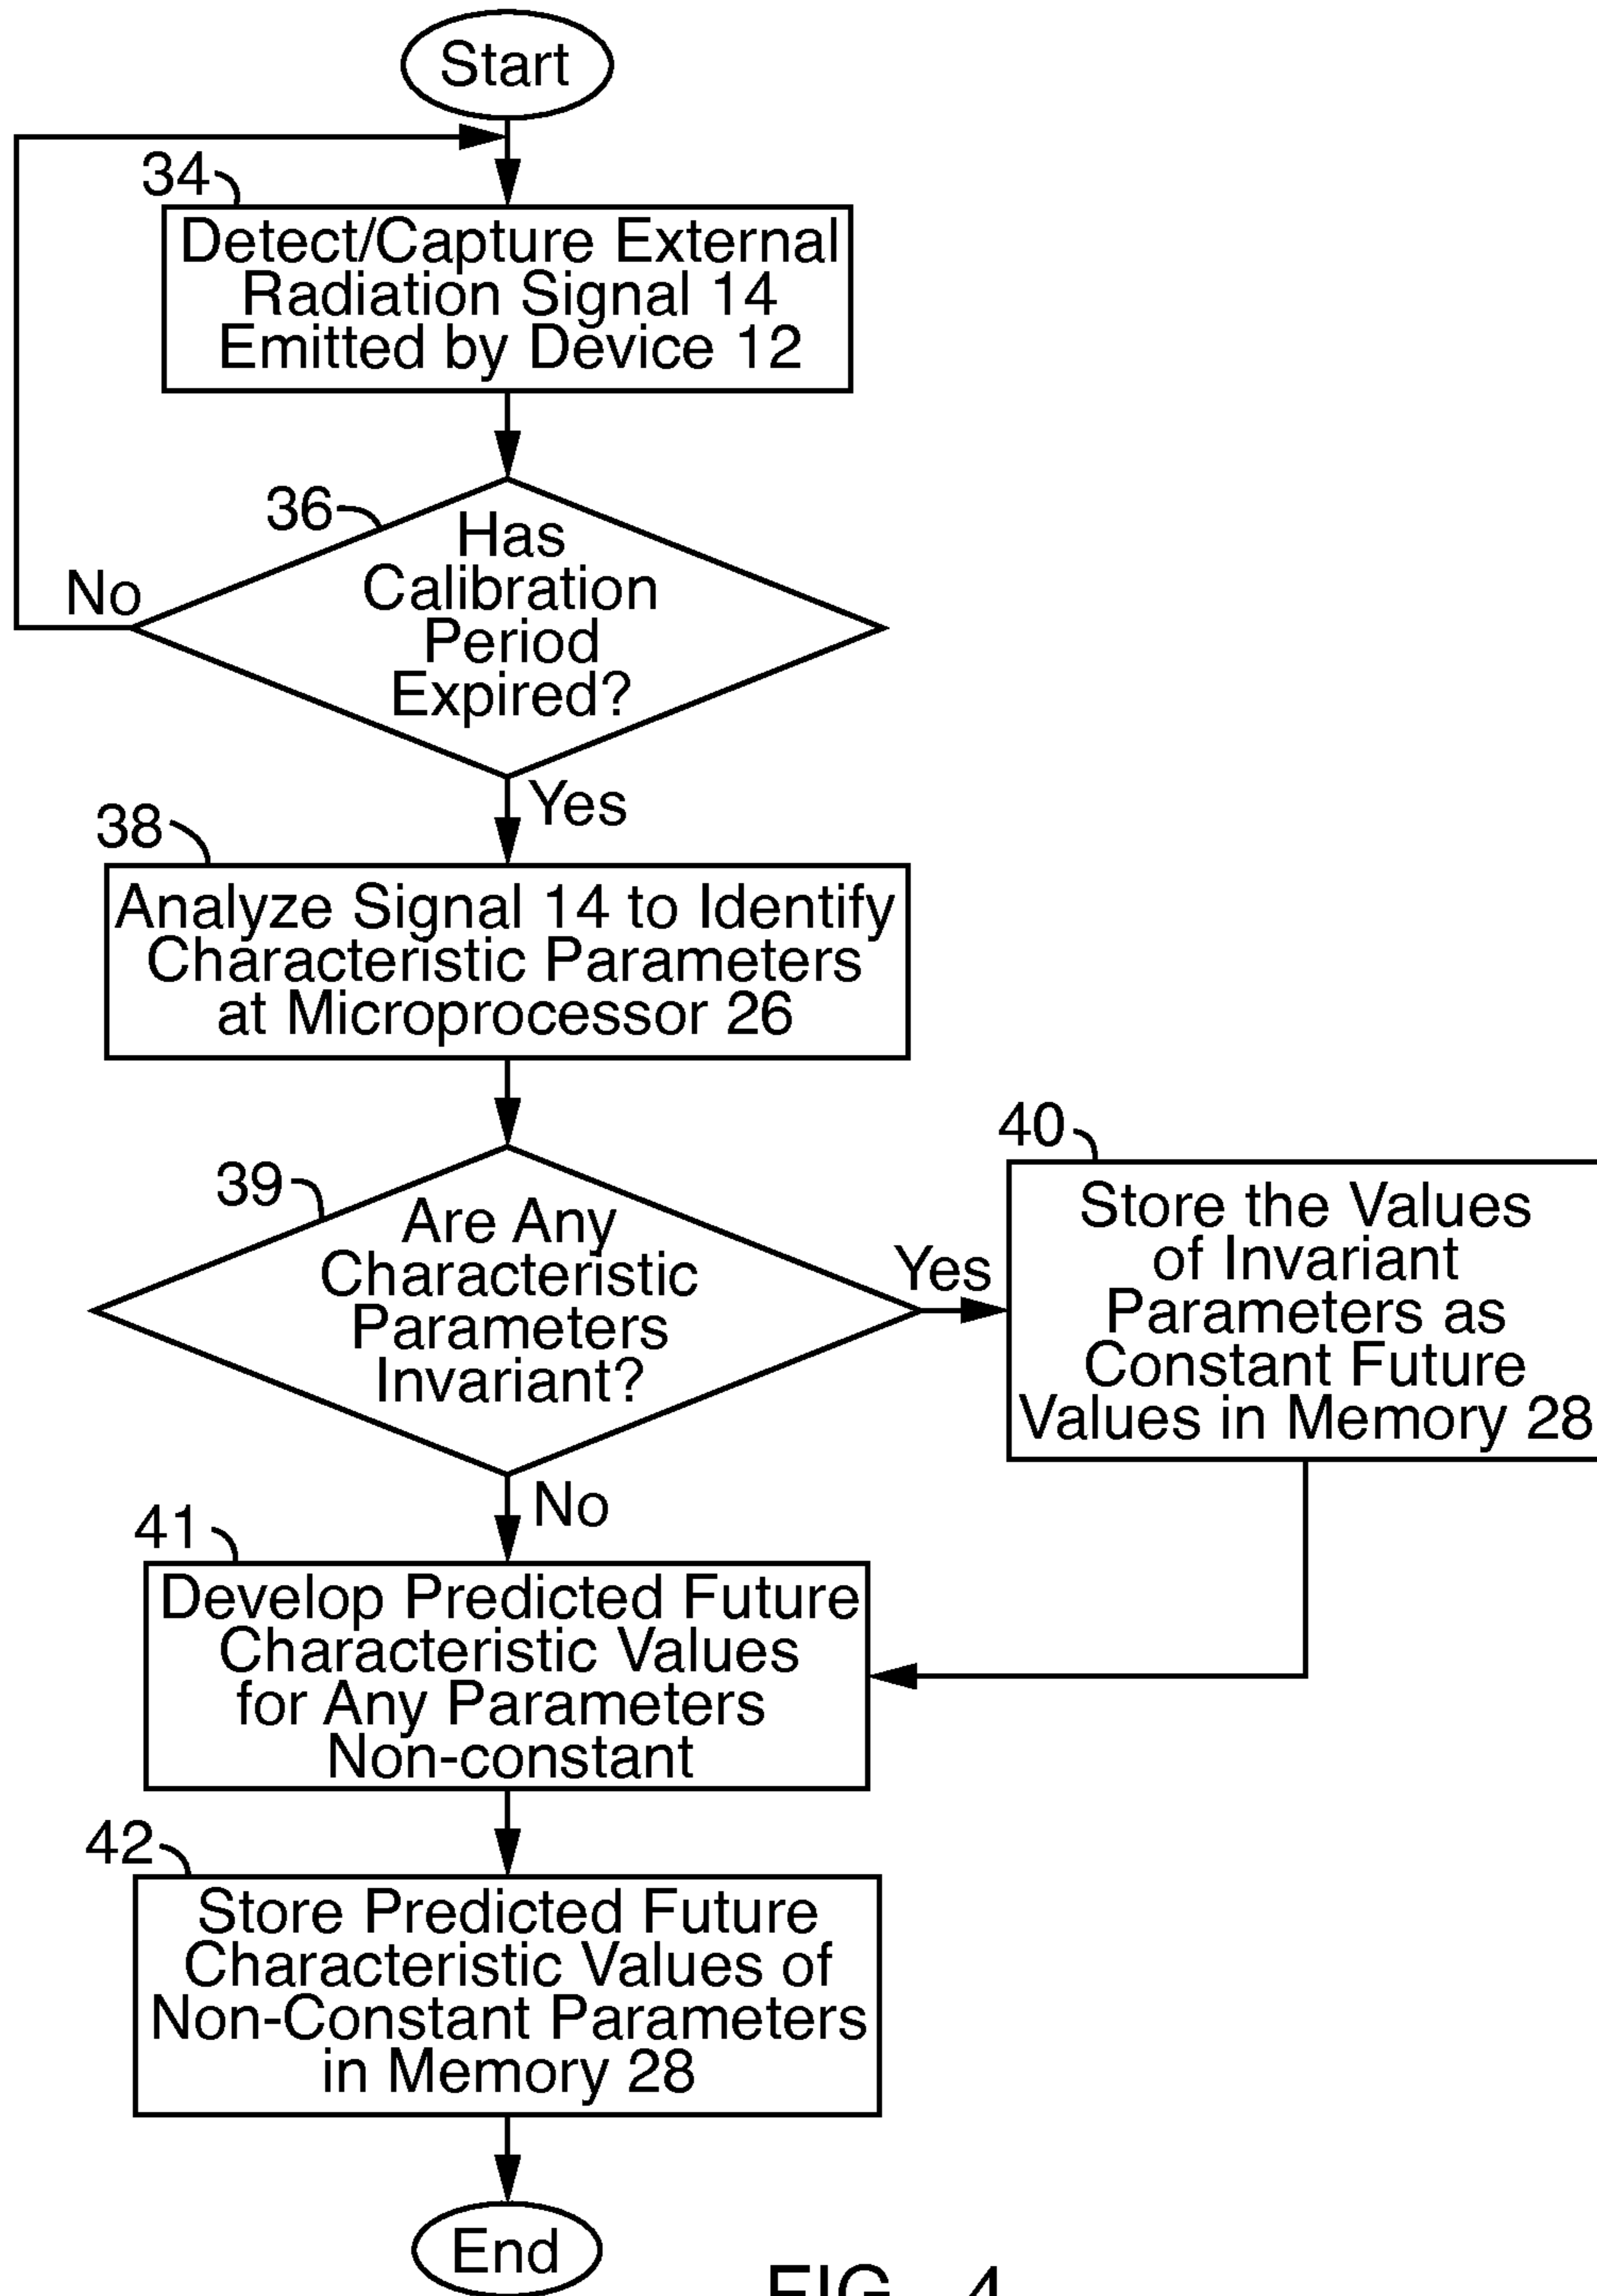 Start
34
Detect/Capture External
Radiation Signal 14
Emitted by Device 12
36
Has
Calibration
Period
Expired?
No
Yes
38
Analyze Signal 14 to Identify
Characteristic Parameters
at Microprocessor 26
39
Are Any
Characteristic
Parameters
Invariant?
Yes
40
Store the Values
of Invariant
Parameters as
Constant Future
Values in Memory 28
No
41
Develop Predicted Future
Characteristic Values
for Any Parameters
Non-constant
42
Store Predicted Future
Characteristic Values of
Non-Constant Parameters
in Memory 28
End
FIG. 4